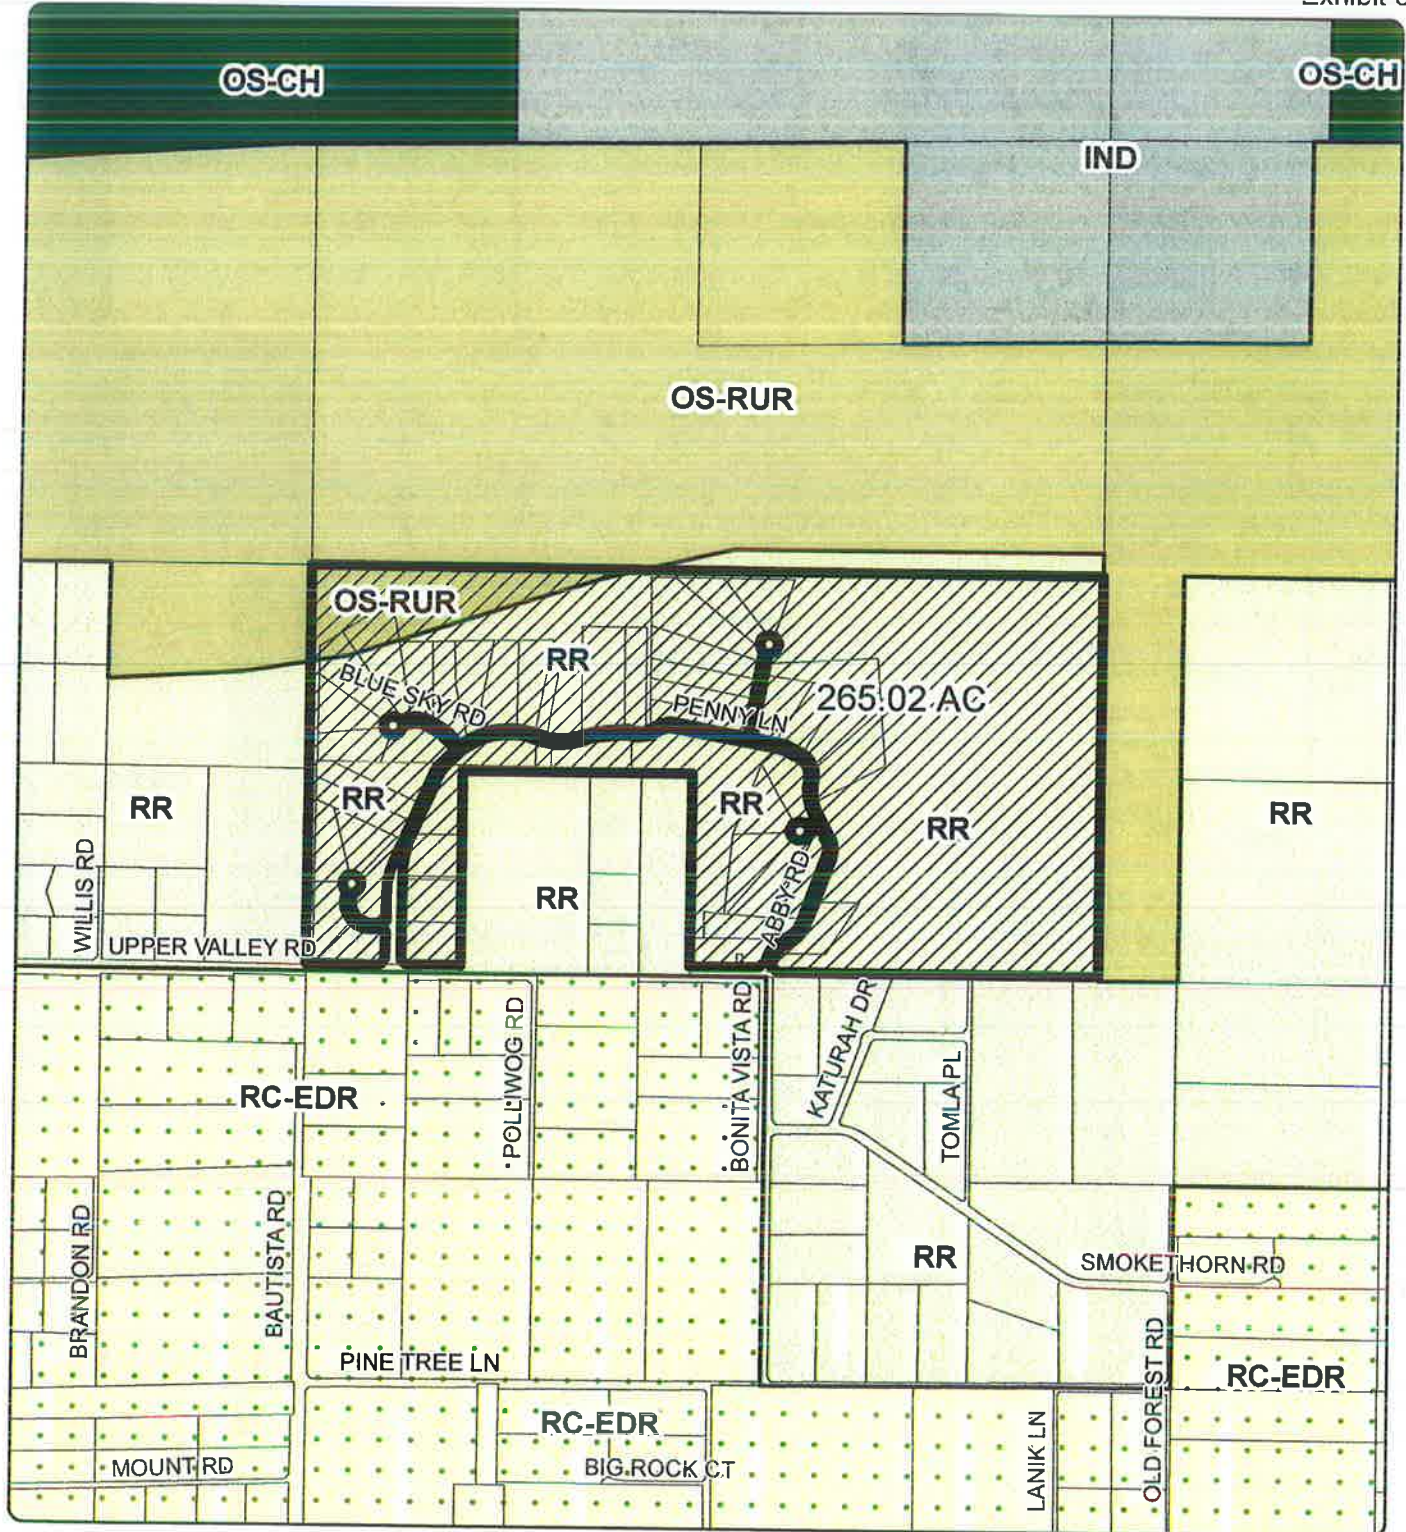 Exhibit
OS-CH
OS-CH
IND
OS-RUR
OS-RUR
RR
BLUE SKY RD
PENNY LN
265.02 AC
RR
RR
RR
RR
RR
RR
WILLIS RD
ABBY RD
UPPER VALLEY RD
POLLIWOG RD
BONITA VISTA RD
KATURAH DR
TOMLA PL
RC-EDR
BRANDON RD
BAUTISTA RD
RR
SMOKETHORN RD
PINE TREE LN
OLD FOREST RD
RC-EDR
RC-EDR
LANIK LN
MOUNT RD
BIG ROCK CT